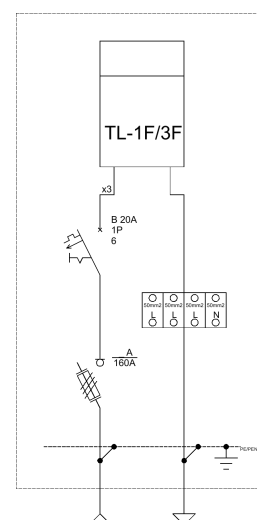 TL-1F/3F
x3
B 20A
1P
6
50mm2 50mm2 50mm2 50mm2
L L L N
A
160A
PE/PEN